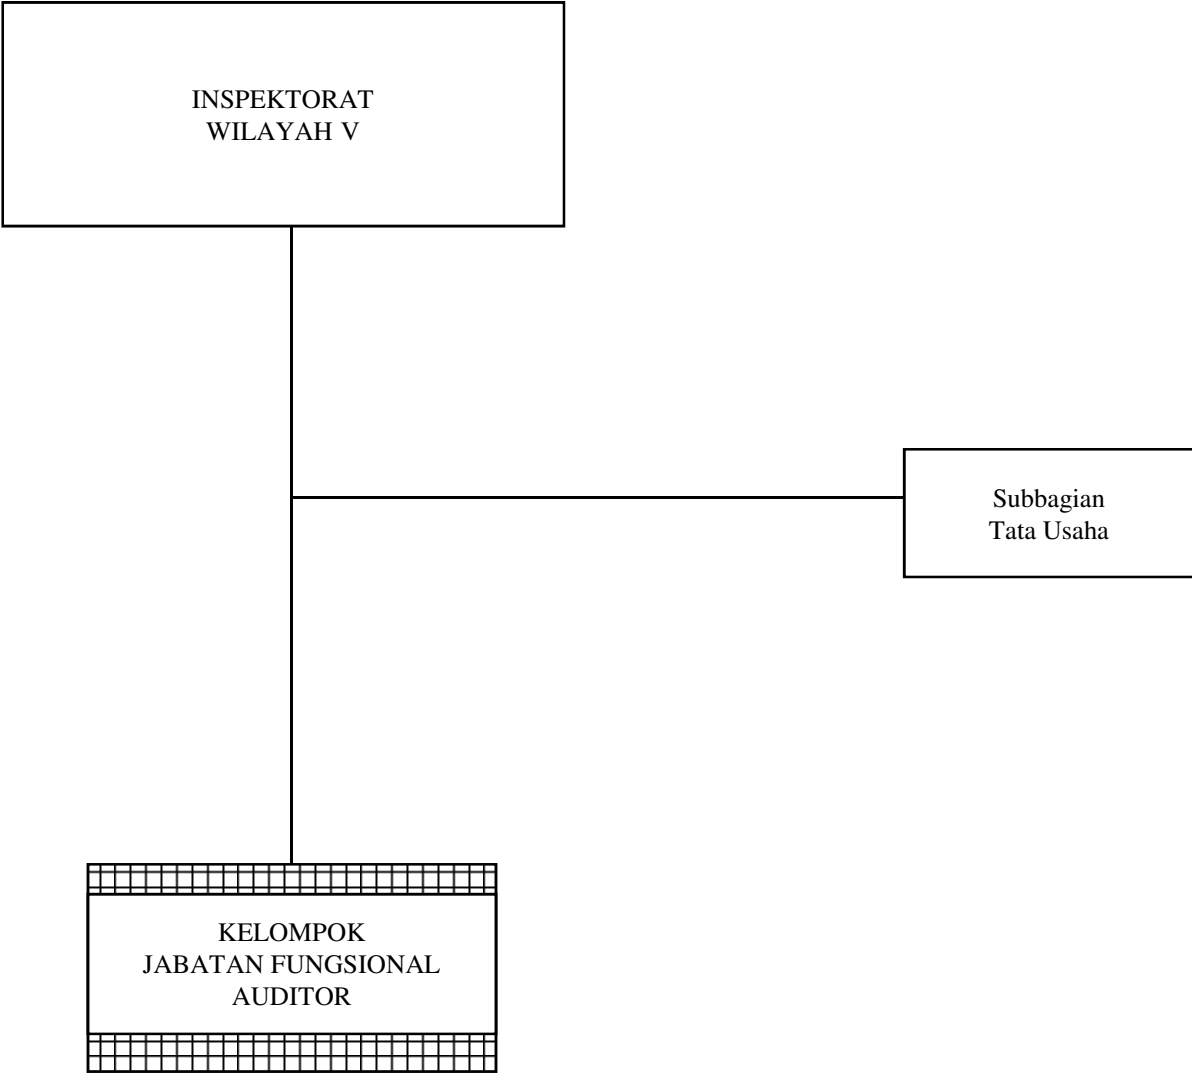 INSPEKTORAT
WILAYAH V
Subbagian
Tata Usaha
KELOMPOK
JABATAN FUNGSIONAL
AUDITOR